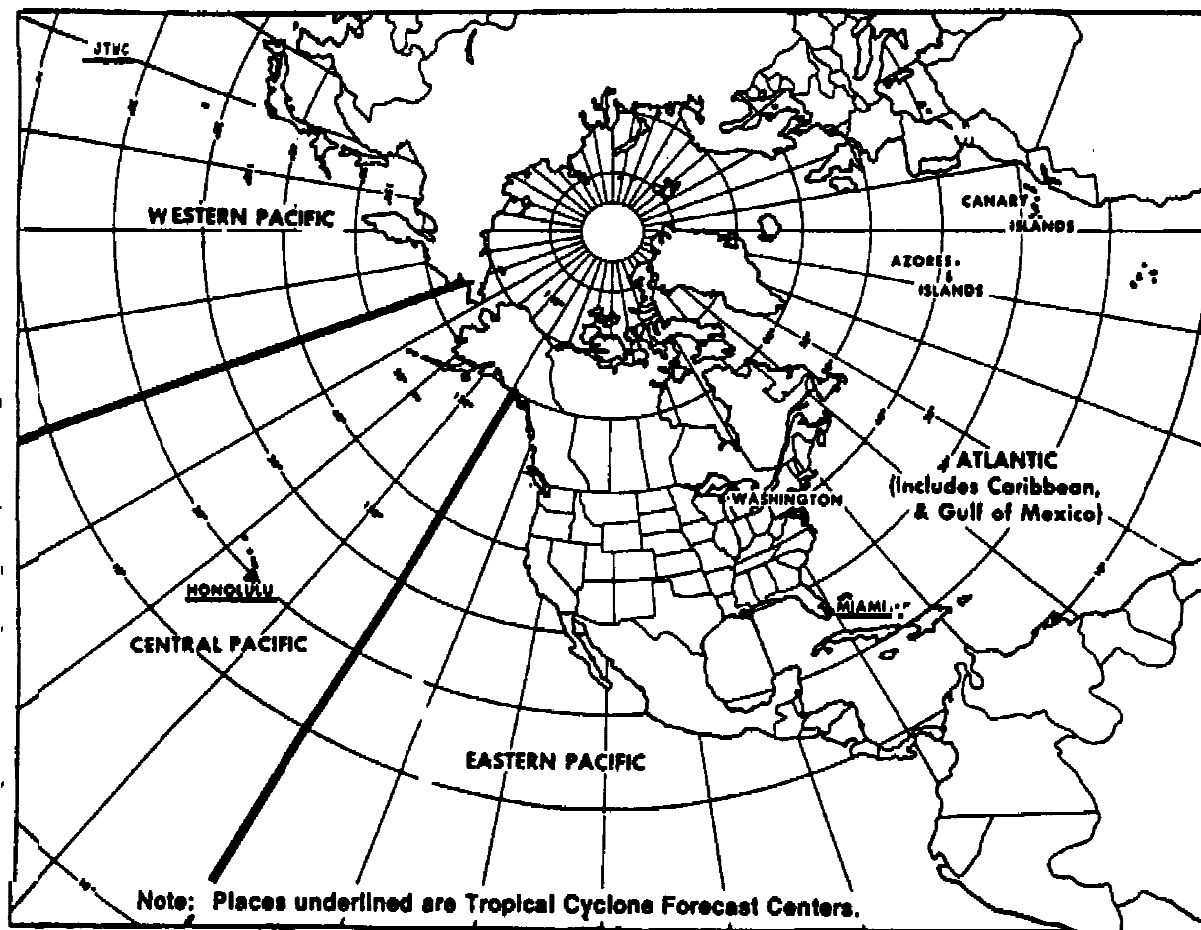 JTWC
WESTERN PACIFIC
CANARY
ISLANDS
AZORES
ISLANDS
ATLANTIC
(Includes Caribbean,
& Gulf of Mexico)
WASHINGTON
HONOLULU
MIAMI
CENTRAL PACIFIC
EASTERN PACIFIC
Note: Places underlined are Tropical Cyclone Forecast Centers.